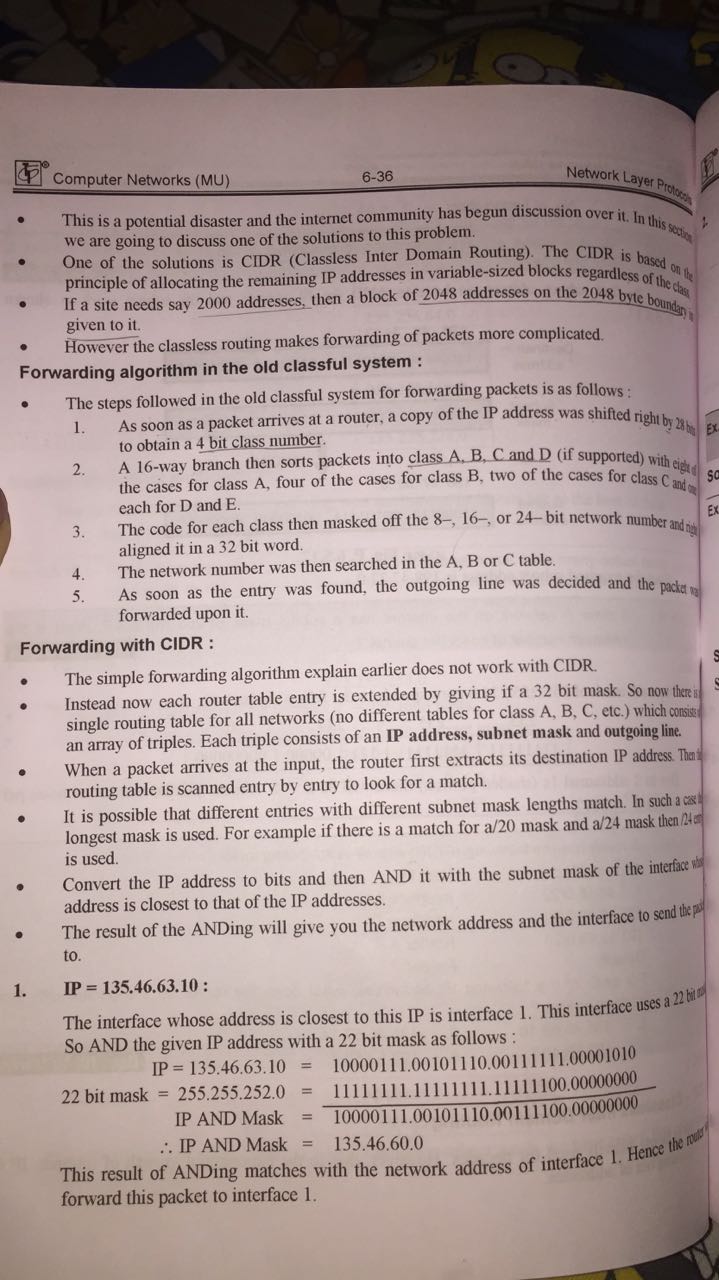 Computer Networks (MU) 6-36 Network Layer Protocols
• This is a potential disaster and the internet community has begun discussion over it. In this section
we are going to discuss one of the solutions to this problem.
• One of the solutions is CIDR (Classless Inter Domain Routing). The CIDR is based on the
principle of allocating the remaining IP addresses in variable-sized blocks regardless of the class
• If a site needs say 2000 addresses, then a block of 2048 addresses on the 2048 byte boundary is
given to it.
• However the classless routing makes forwarding of packets more complicated.
Forwarding algorithm in the old classful system :
• The steps followed in the old classful system for forwarding packets is as follows :
1. As soon as a packet arrives at a router, a copy of the IP address was shifted right by 28 bits
to obtain a 4 bit class number.
2. A 16-way branch then sorts packets into class A, B, C and D (if supported) with eight of
the cases for class A, four of the cases for class B, two of the cases for class C and one
each for D and E.
3. The code for each class then masked off the 8–, 16–, or 24– bit network number and right
aligned it in a 32 bit word.
4. The network number was then searched in the A, B or C table.
5. As soon as the entry was found, the outgoing line was decided and the packet was
forwarded upon it.
Forwarding with CIDR :
• The simple forwarding algorithm explain earlier does not work with CIDR.
• Instead now each router table entry is extended by giving if a 32 bit mask. So now there is
single routing table for all networks (no different tables for class A, B, C, etc.) which consists
an array of triples. Each triple consists of an IP address, subnet mask and outgoing line.
• When a packet arrives at the input, the router first extracts its destination IP address. Then
routing table is scanned entry by entry to look for a match.
• It is possible that different entries with different subnet mask lengths match. In such a case
longest mask is used. For example if there is a match for a/20 mask and a/24 mask then /24
is used.
• Convert the IP address to bits and then AND it with the subnet mask of the interface
address is closest to that of the IP addresses.
• The result of the ANDing will give you the network address and the interface to send the
to.
1. IP = 135.46.63.10 :
The interface whose address is closest to this IP is interface 1. This interface uses a 22 bit
So AND the given IP address with a 22 bit mask as follows :
IP = 135.46.63.10 = 10000111.00101110.00111111.00001010
22 bit mask = 255.255.252.0 = 11111111.11111111.11111100.00000000
IP AND Mask = 10000111.00101110.00111100.00000000
∴ IP AND Mask = 135.46.60.0
This result of ANDing matches with the network address of interface 1. Hence the router
forward this packet to interface 1.